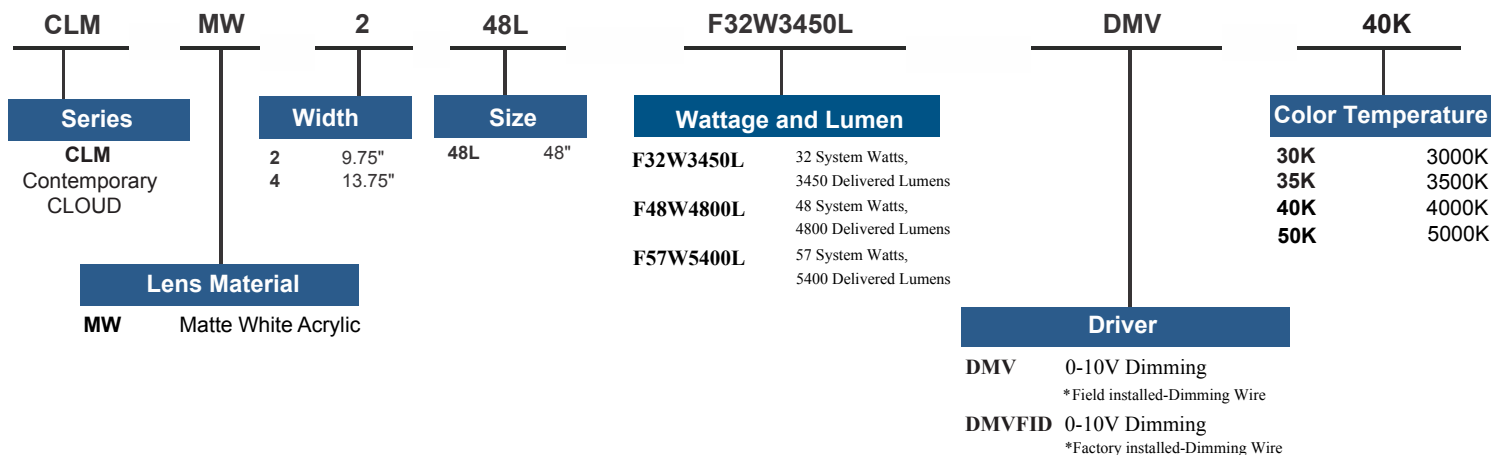 CLM MW 2 48L F32W3450L DMV 40K
Series
CLM
Contemporary
CLOUD
Lens Material
MW Matte White Acrylic
Width
2 9.75"
4 13.75"
Size
48L 48"
Wattage and Lumen
F32W3450L 32 System Watts,
3450 Delivered Lumens
F48W4800L 48 System Watts,
4800 Delivered Lumens
F57W5400L 57 System Watts,
5400 Delivered Lumens
Driver
DMV 0-10V Dimming
*Field installed-Dimming Wire
DMVFID 0-10V Dimming
*Factory installed-Dimming Wire
Color Temperature
30K 3000K
35K 3500K
40K 4000K
50K 5000K